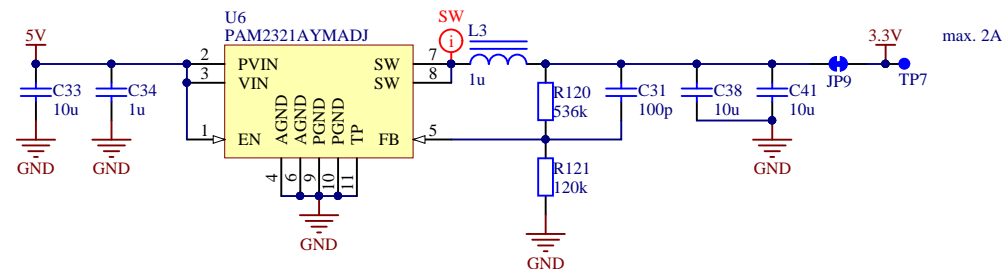 U6
PAM2321AYMADJ
SW
i
L3
1u
5V
3.3V
max. 2A
2
PVIN
SW
7
3
VIN
SW
8
1
EN
FB
5
AGND
AGND
PGND
PGND
TP
4
6
9
10
11
C33
10u
C34
1u
R120
536k
C31
100p
C38
10u
C41
10u
JP9
TP7
R121
120k
GND
GND
GND
GND
GND